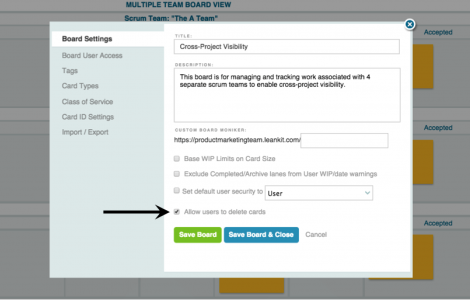 MULTIPLE TEAM BOARD VIEW
Scrum Team: "The A Team"
Accepted
Board Settings
Board User Access
Tags
Card Types
Class of Service
Card ID Settings
Import / Export
TITLE:
Cross-Project Visibility
DESCRIPTION:
This board is for managing and tracking work associated with 4
separate scrum teams to enable cross-project visibility.
CUSTOM BOARD MONIKER:
https://productmarketingteam.leankit.com/
Base WIP Limits on Card Size
Exclude Completed/Archive lanes from User WIP/date warnings
Set default user security to User
Allow users to delete cards
Save Board Save Board & Close Cancel
Accepted
Accepted